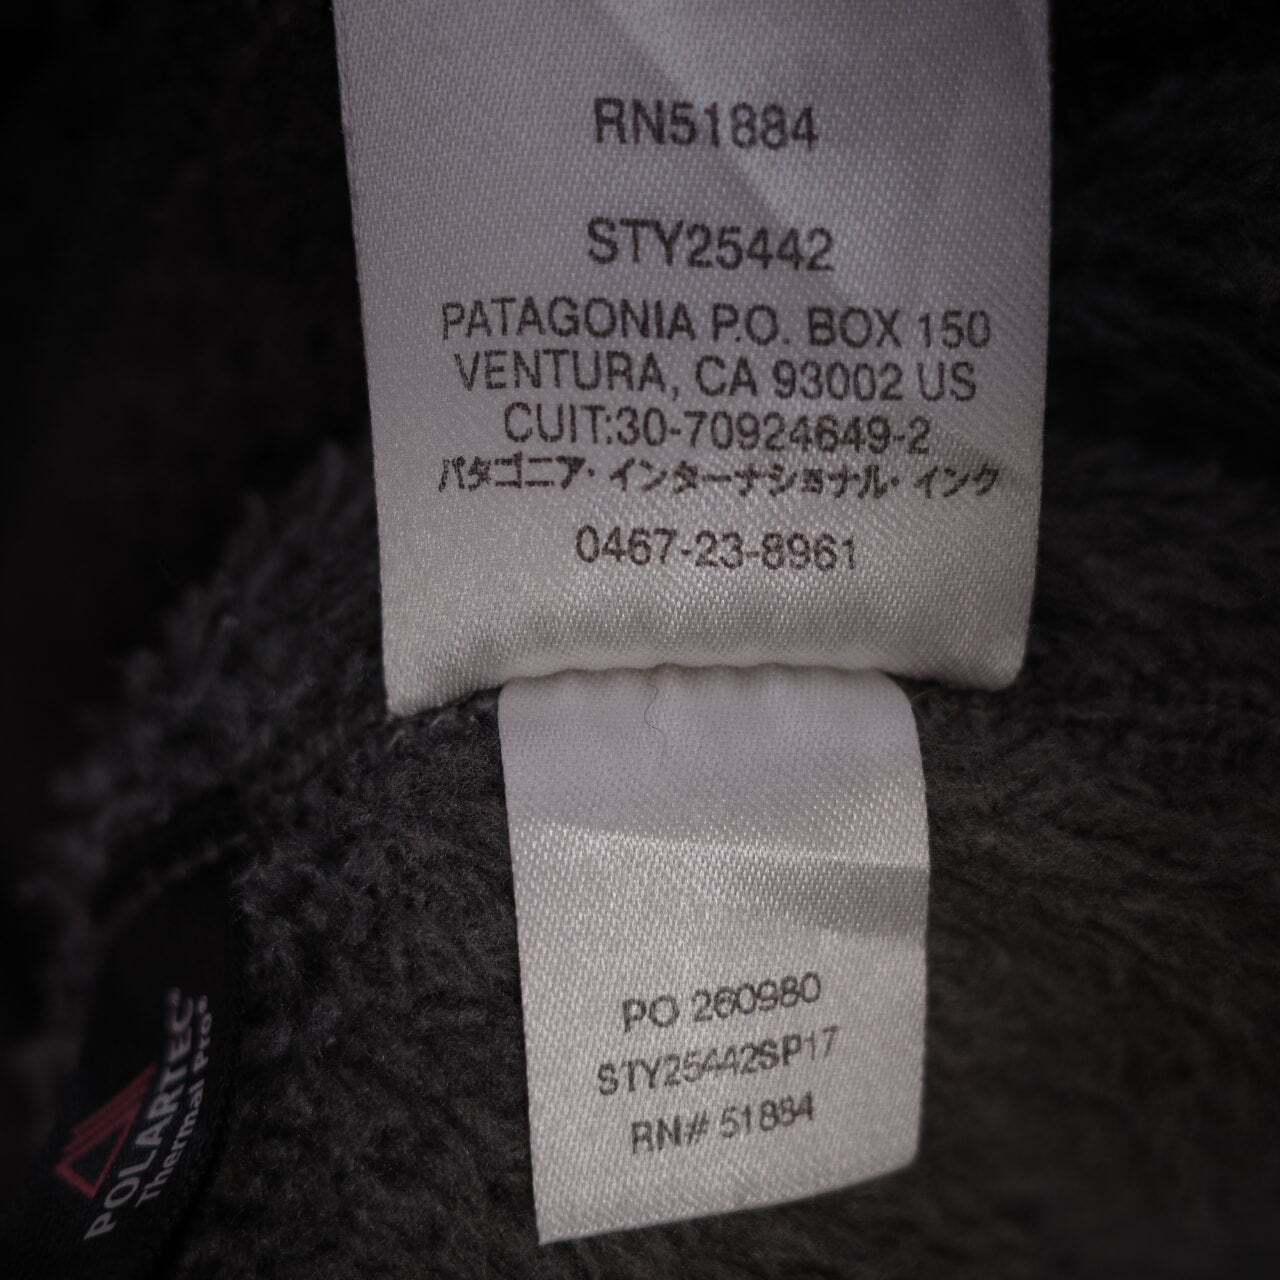 RN51884
STY25442
PATAGONIA P.O. BOX 150
VENTURA, CA 93002 US
CUIT:30-70924649-2
パタゴニア・インターナショナル・インク
0467-23-8961
PO 260980
STY25442SP17
RN# 51884
POLARTEC®
Thermal Pro®